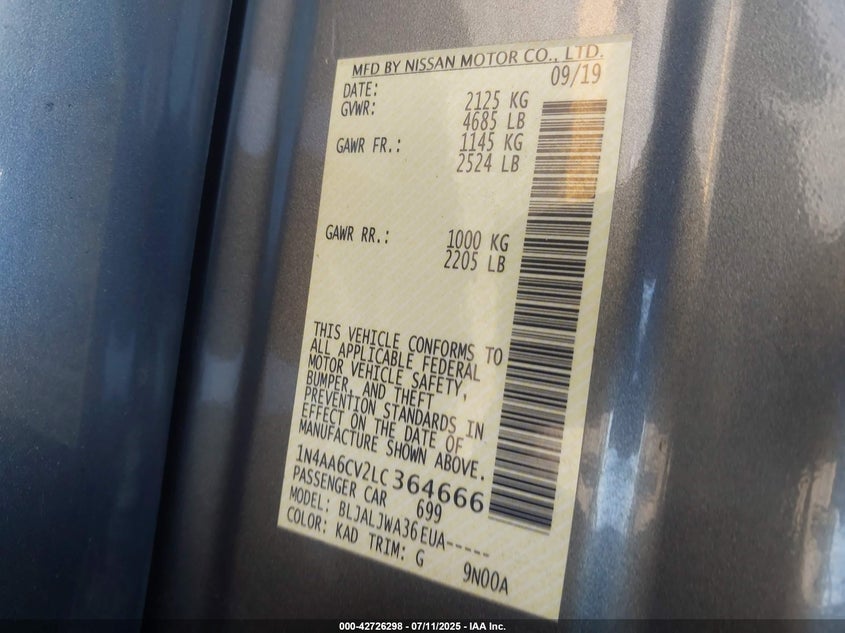 MFD BY NISSAN MOTOR CO., LTD.
DATE: 09/19
GVWR: 2125 KG
4685 LB
GAWR FR.: 1145 KG
2524 LB
GAWR RR.: 1000 KG
2205 LB
THIS VEHICLE CONFORMS TO
ALL APPLICABLE FEDERAL
MOTOR VEHICLE SAFETY,
BUMPER, AND THEFT
PREVENTION STANDARDS IN
EFFECT ON THE DATE OF
MANUFACTURE SHOWN ABOVE.
1N4AA6CV2LC364666
PASSENGER CAR 699
MODEL: BLJALJWA36EUA-----
COLOR: KAD TRIM: G 9N00A
000-42726298 - 07/11/2025 - IAA Inc.